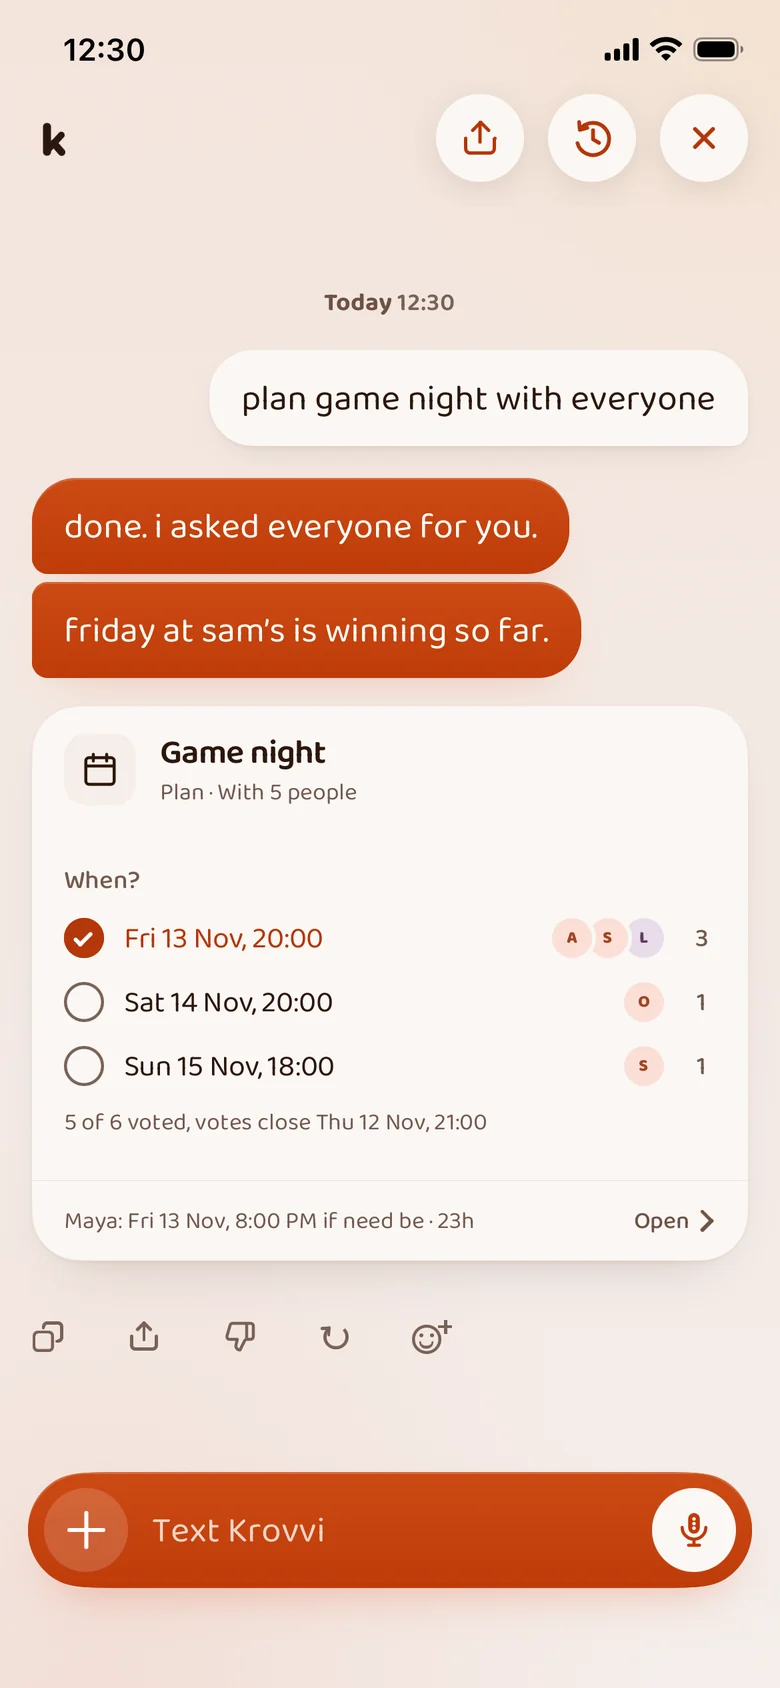 12:30
k
Today 12:30
plan game night with everyone
done. i asked everyone for you.
friday at sam's is winning so far.
Game night
Plan · With 5 people
When?
Fri 13 Nov, 20:00 A S L 3
Sat 14 Nov, 20:00 O 1
Sun 15 Nov, 18:00 S 1
5 of 6 voted, votes close Thu 12 Nov, 21:00
Maya: Fri 13 Nov, 8:00 PM if need be · 23h Open
Text Krovvi